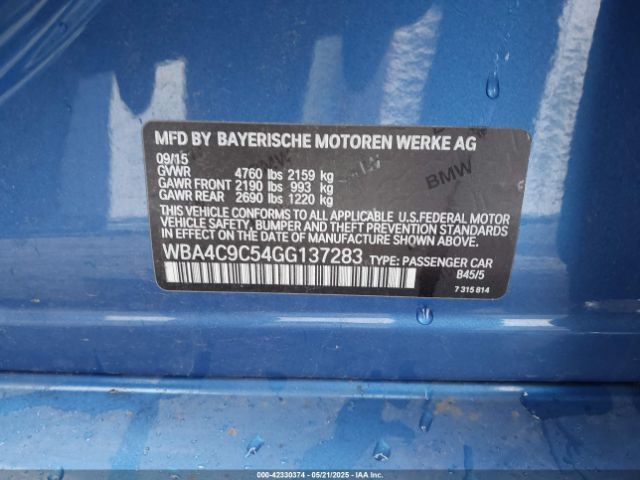 MFD BY BAYERISCHE MOTOREN WERKE AG
09/15
GVWR 4760 lbs 2159 kg
GAWR FRONT 2190 lbs 993 kg
GAWR REAR 2690 lbs 1220 kg
THIS VEHICLE CONFORMS TO ALL APPLICABLE U.S.FEDERAL MOTOR
VEHICLE SAFETY, BUMPER AND THEFT PREVENTION STANDARDS
IN EFFECT ON THE DATE OF MANUFACTURE SHOWN ABOVE.
WBA4C9C54GG137283 TYPE: PASSENGER CAR
B45/5
7 315 814
BMW
000-42330374 | 05/21/2025 | IAAI.COM